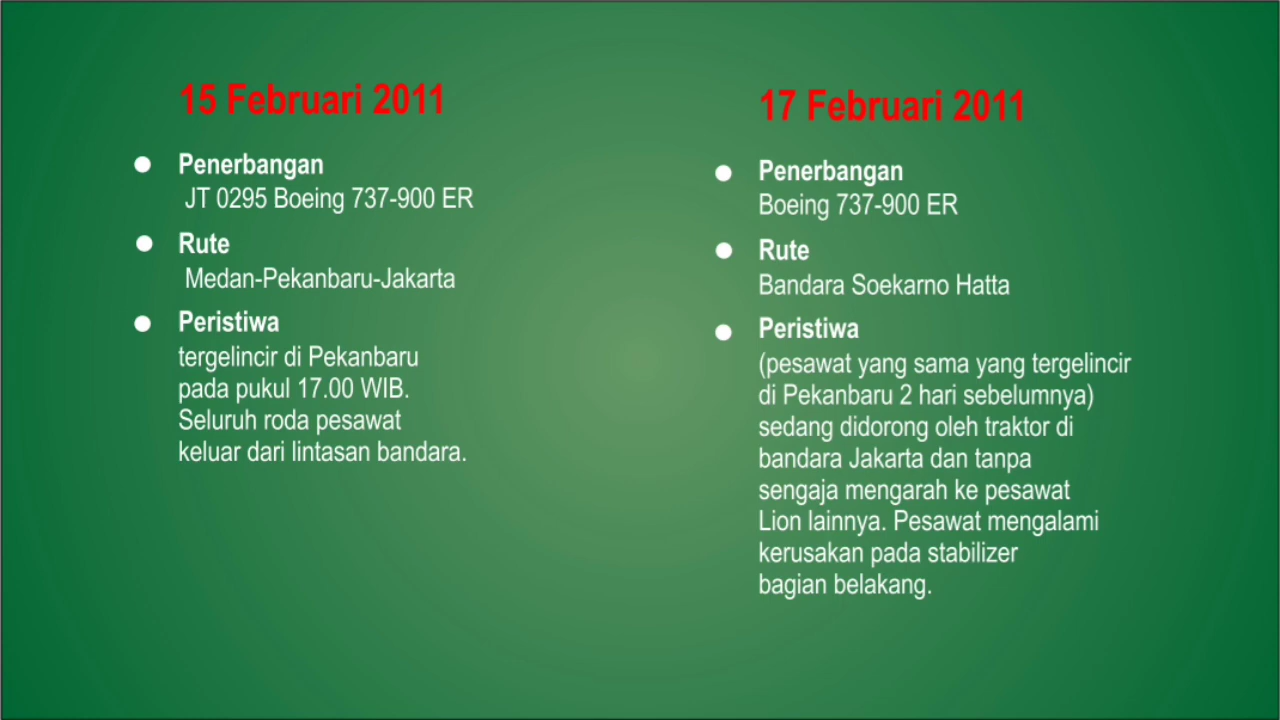 15 Februari 2011
Penerbangan
JT 0295 Boeing 737-900 ER
Rute
Medan-Pekanbaru-Jakarta
Peristiwa
tergelincir di Pekanbaru
pada pukul 17.00 WIB.
Seluruh roda pesawat
keluar dari lintasan bandara.
17 Februari 2011
Penerbangan
Boeing 737-900 ER
Rute
Bandara Soekarno Hatta
Peristiwa
(pesawat yang sama yang tergelincir
di Pekanbaru 2 hari sebelumnya)
sedang didorong oleh traktor di
bandara Jakarta dan tanpa
sengaja mengarah ke pesawat
Lion lainnya. Pesawat mengalami
kerusakan pada stabilizer
bagian belakang.